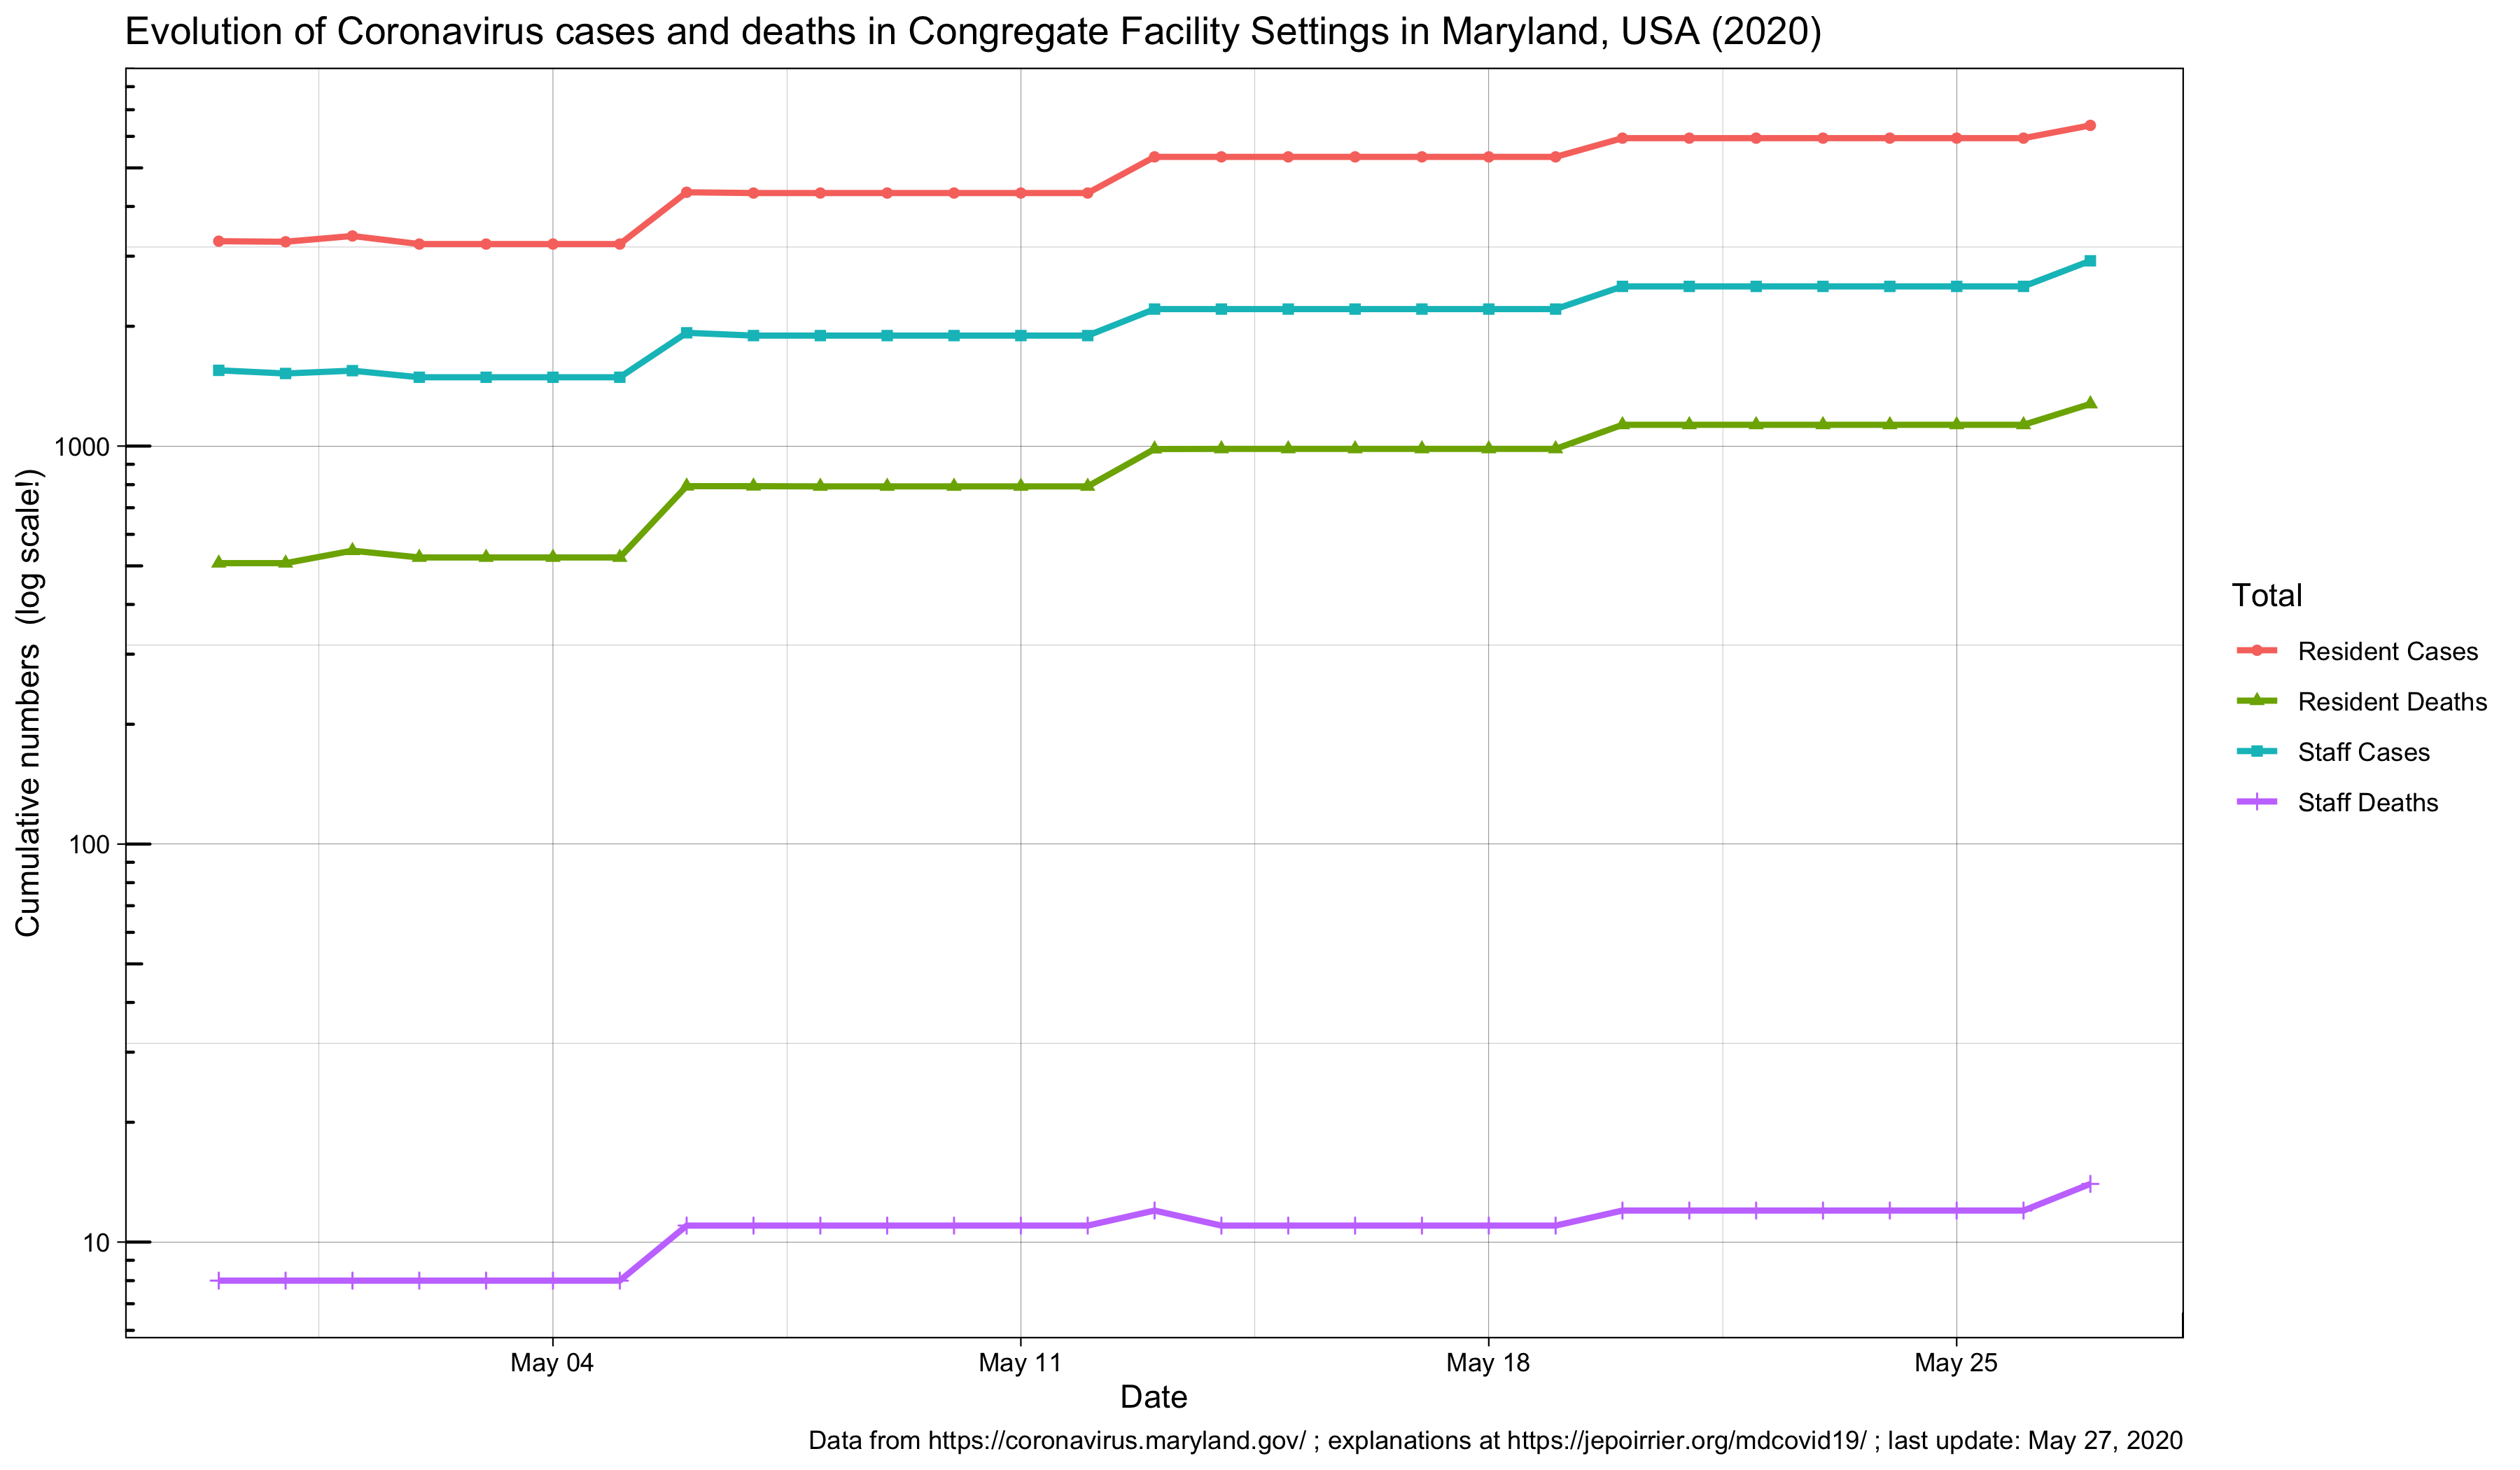 Evolution of Coronavirus cases and deaths in Congregate Facility Settings in Maryland, USA (2020)
Cumulative numbers  (log scale!)
1000
100
10
May 04
May 11
May 18
May 25
Date
Total
Resident Cases
Resident Deaths
Staff Cases
Staff Deaths
Data from https://coronavirus.maryland.gov/ ; explanations at https://jepoirrier.org/mdcovid19/ ; last update: May 27, 2020